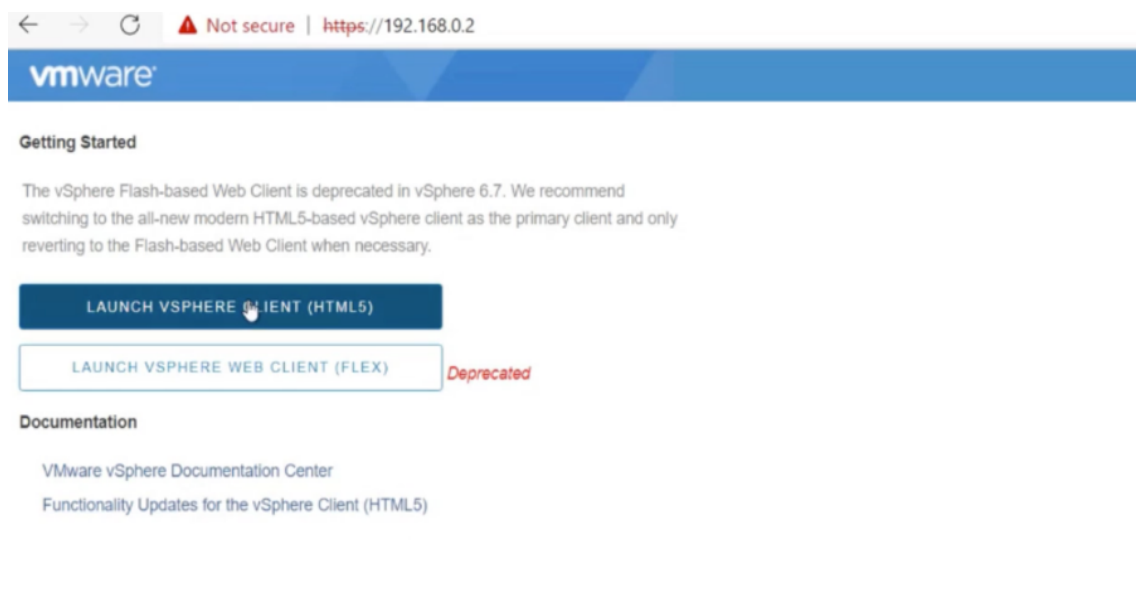 Not secure | https://192.168.0.2
vmware
Getting Started
The vSphere Flash-based Web Client is deprecated in vSphere 6.7. We recommend
switching to the all-new modern HTML5-based vSphere client as the primary client and only
reverting to the Flash-based Web Client when necessary.
LAUNCH VSPHERE CLIENT (HTML5)
LAUNCH VSPHERE WEB CLIENT (FLEX)
Deprecated
Documentation
VMware vSphere Documentation Center
Functionality Updates for the vSphere Client (HTML5)